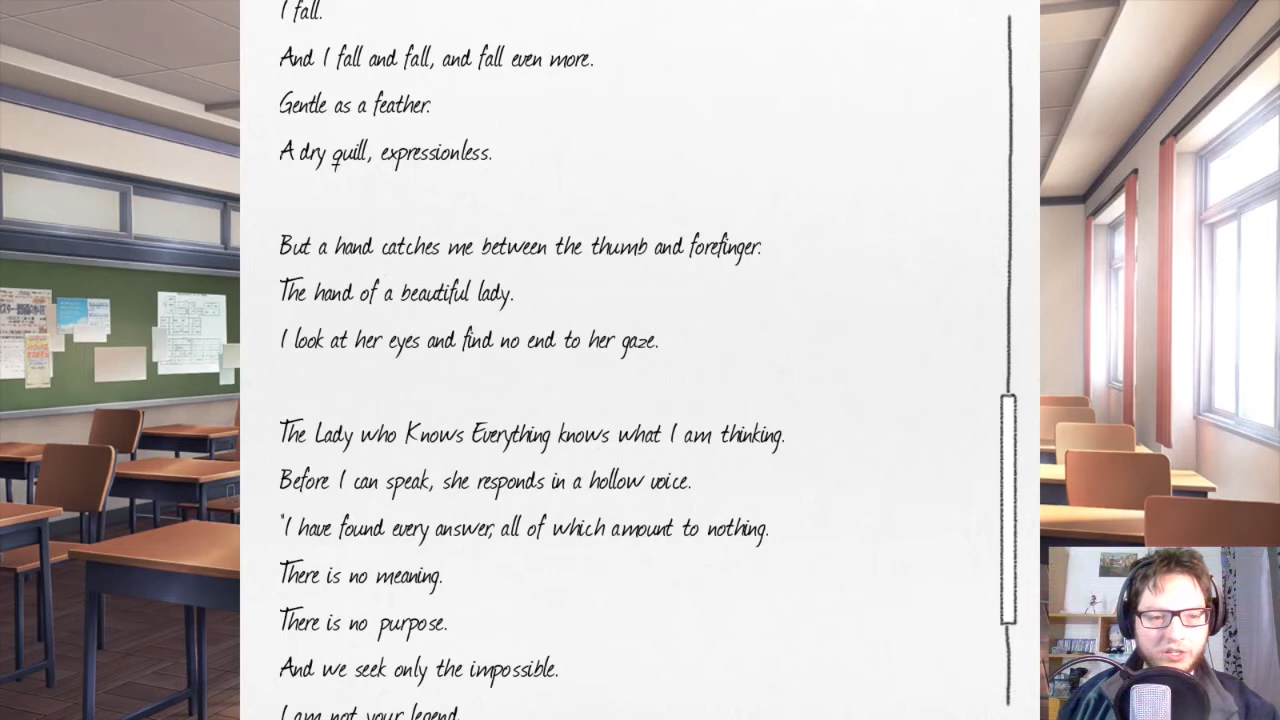 I fall.
And I fall and fall, and fall even more.
Gentle as a feather.
A dry quill, expressionless.
But a hand catches me between the thumb and forefinger.
The hand of a beautiful lady.
I look at her eyes and find no end to her gaze.
The Lady who Knows Everything knows what I am thinking.
Before I can speak, she responds in a hollow voice.
"I have found every answer, all of which amount to nothing.
There is no meaning.
There is no purpose.
And we seek only the impossible.
I am not your legend.